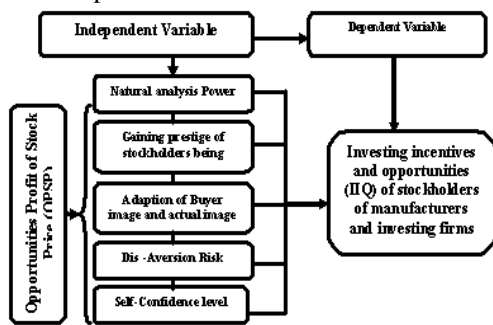 Independent Variable
Dependent Variable
Natural analysis Power
Gaining prestige of
stockholders being
Adaption of Buyer
image and actual image
Dis -Aversion Risk
Self-Confidence level
Opportunities Profit of Stock
Price (OPSP)
Investing incentives
and opportunities
(IIO) of stockholders
of manufacturers
and investing firms